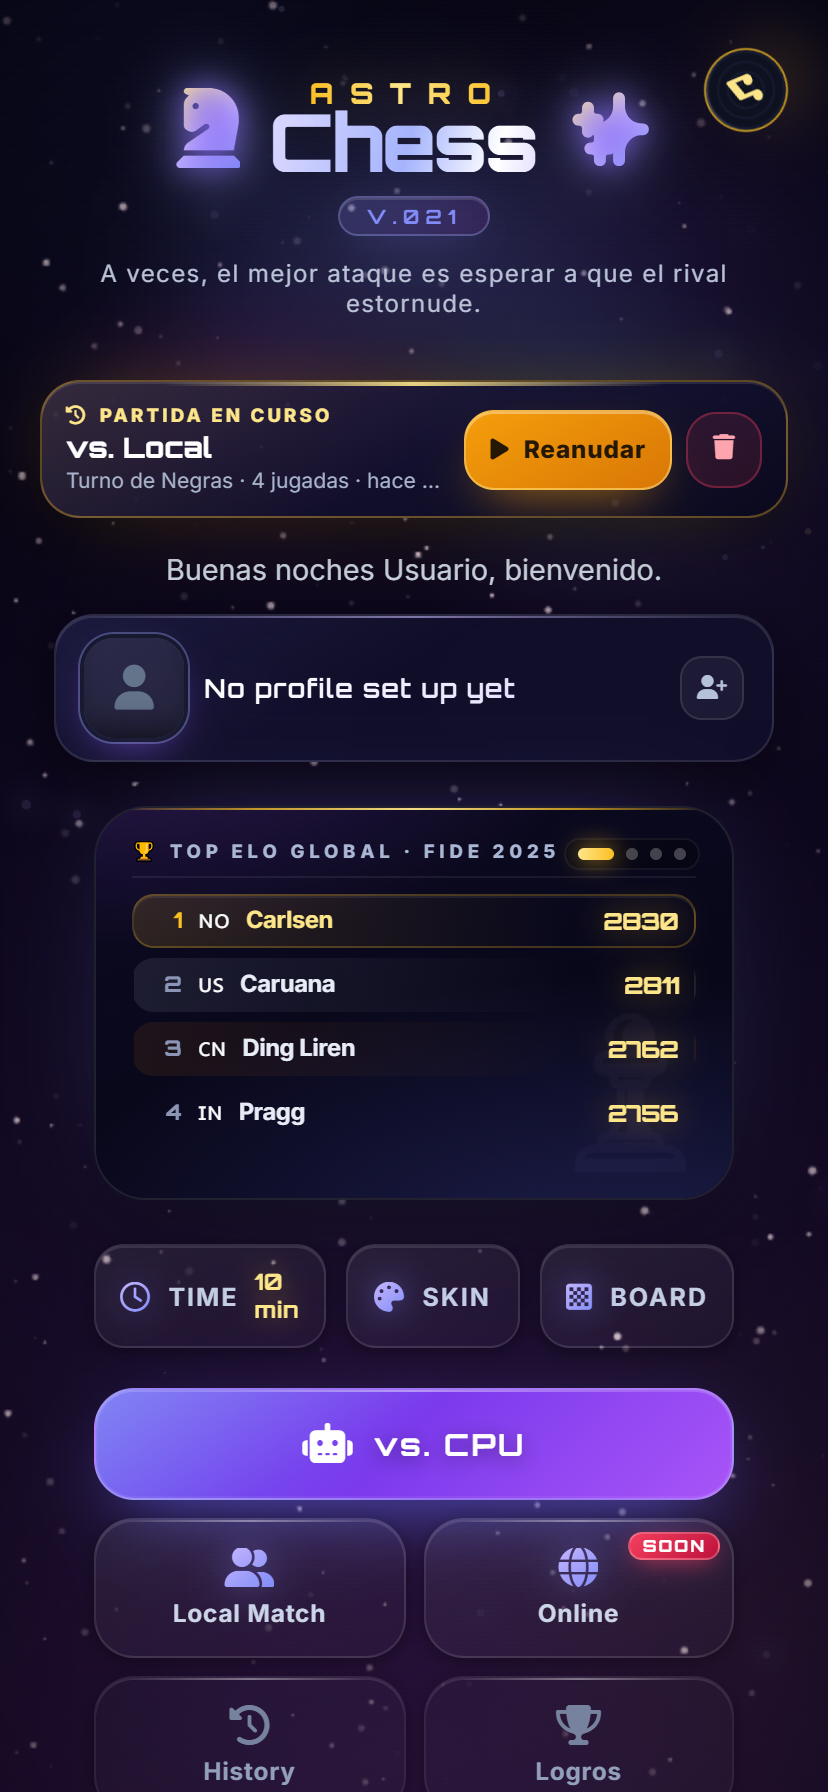 ASTRO
Chess
V.021
A veces, el mejor ataque es esperar a que el rival
estornude.
PARTIDA EN CURSO
vs. Local
Turno de Negras · 4 jugadas · hace ...
Reanudar
Buenas noches Usuario, bienvenido.
No profile set up yet
TOP ELO GLOBAL · FIDE 2025
1 NO Carlsen 2830
2 US Caruana 2811
3 CN Ding Liren 2762
4 IN Pragg 2756
TIME 10 min
SKIN
BOARD
vs. CPU
Local Match
SOON
Online
History
Logros